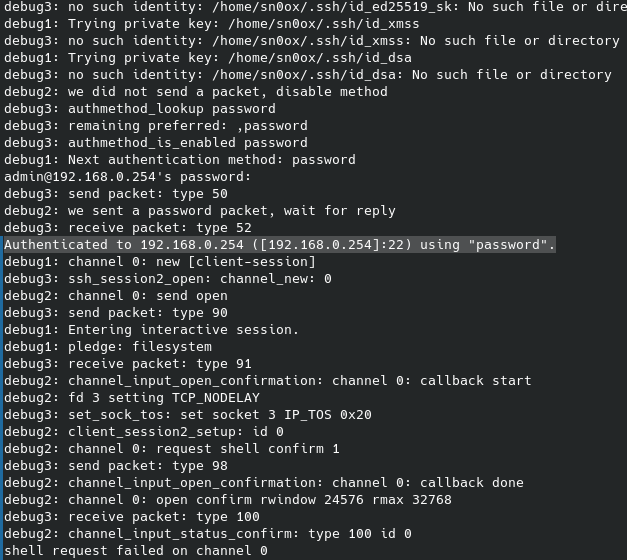 debug3: no such identity: /home/sn0ox/.ssh/id_ed25519_sk: No such file or dire
debug1: Trying private key: /home/sn0ox/.ssh/id_xmss
debug3: no such identity: /home/sn0ox/.ssh/id_xmss: No such file or directory
debug1: Trying private key: /home/sn0ox/.ssh/id_dsa
debug3: no such identity: /home/sn0ox/.ssh/id_dsa: No such file or directory
debug2: we did not send a packet, disable method
debug3: authmethod_lookup password
debug3: remaining preferred: ,password
debug3: authmethod_is_enabled password
debug1: Next authentication method: password
admin@192.168.0.254's password:
debug3: send packet: type 50
debug2: we sent a password packet, wait for reply
debug3: receive packet: type 52
Authenticated to 192.168.0.254 ([192.168.0.254]:22) using "password".
debug1: channel 0: new [client-session]
debug3: ssh_session2_open: channel_new: 0
debug2: channel 0: send open
debug3: send packet: type 90
debug1: Entering interactive session.
debug1: pledge: filesystem
debug3: receive packet: type 91
debug2: channel_input_open_confirmation: channel 0: callback start
debug2: fd 3 setting TCP_NODELAY
debug3: set_sock_tos: set socket 3 IP_TOS 0x20
debug2: client_session2_setup: id 0
debug2: channel 0: request shell confirm 1
debug3: send packet: type 98
debug2: channel_input_open_confirmation: channel 0: callback done
debug2: channel 0: open confirm rwindow 24576 rmax 32768
debug3: receive packet: type 100
debug2: channel_input_status_confirm: type 100 id 0
shell request failed on channel 0